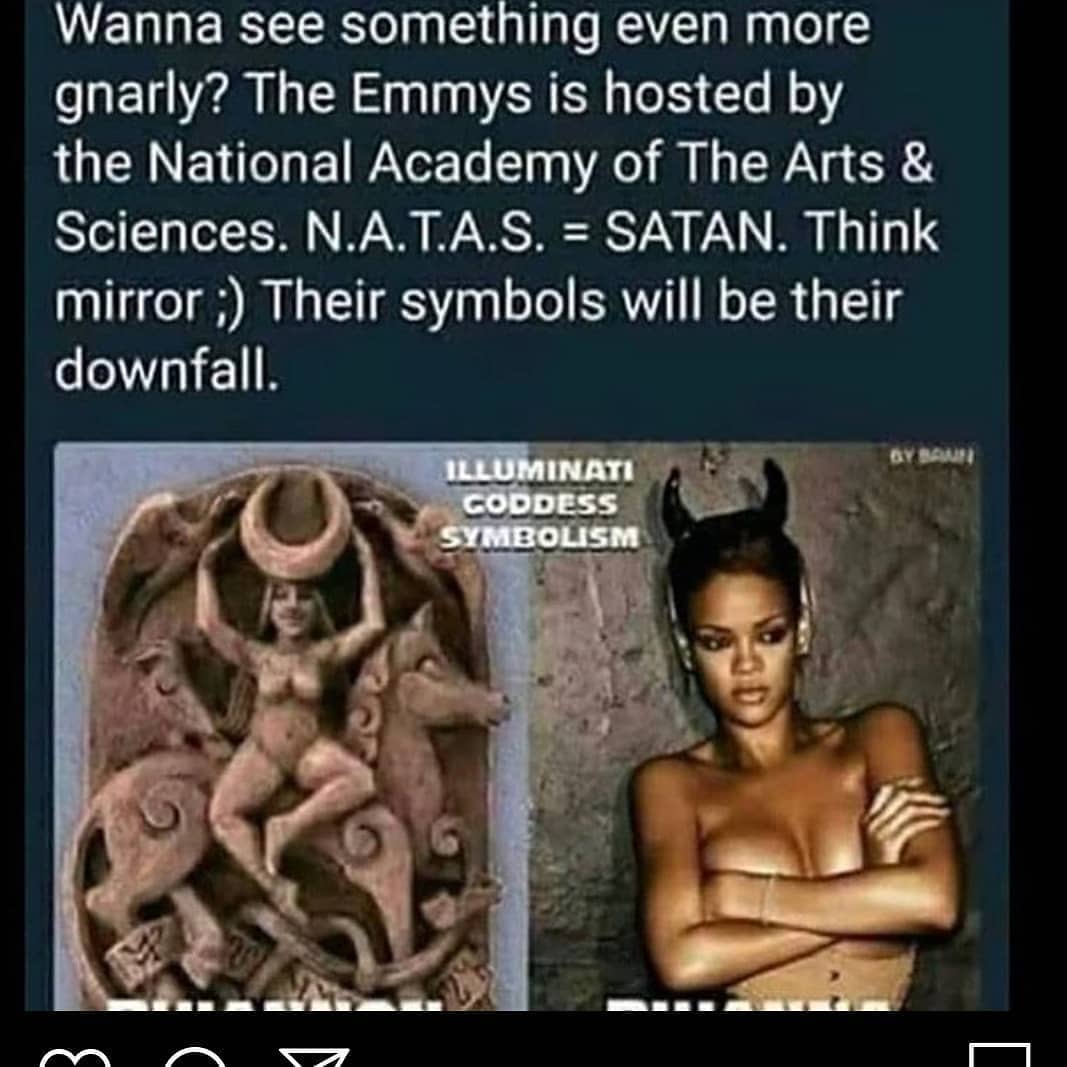 Wanna see something even more
gnarly? The Emmys is hosted by
the National Academy of The Arts &
Sciences. N.A.T.A.S. = SATAN. Think
mirror ;) Their symbols will be their
downfall.
ILLUMINATI
GODDESS
SYMBOLISM
BY